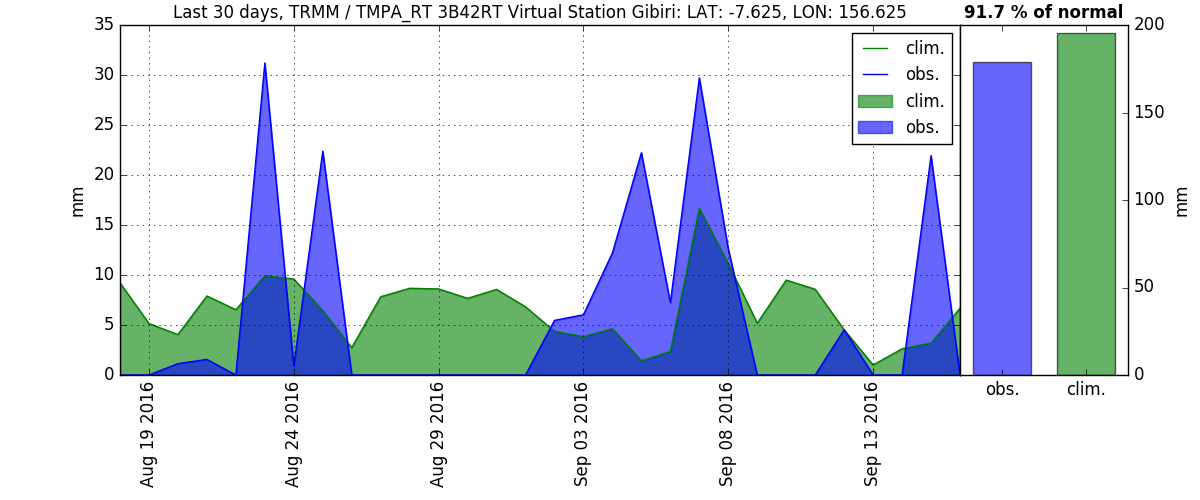 Last 30 days, TRMM / TMPA_RT 3B42RT Virtual Station Gibiri: LAT: -7.625, LON: 156.625
91.7 % of normal
35
30
25
20
15
10
5
0
mm
clim.
obs.
clim.
obs.
200
150
100
50
0
mm
obs.
clim.
Aug 19 2016
Aug 24 2016
Aug 29 2016
Sep 03 2016
Sep 08 2016
Sep 13 2016